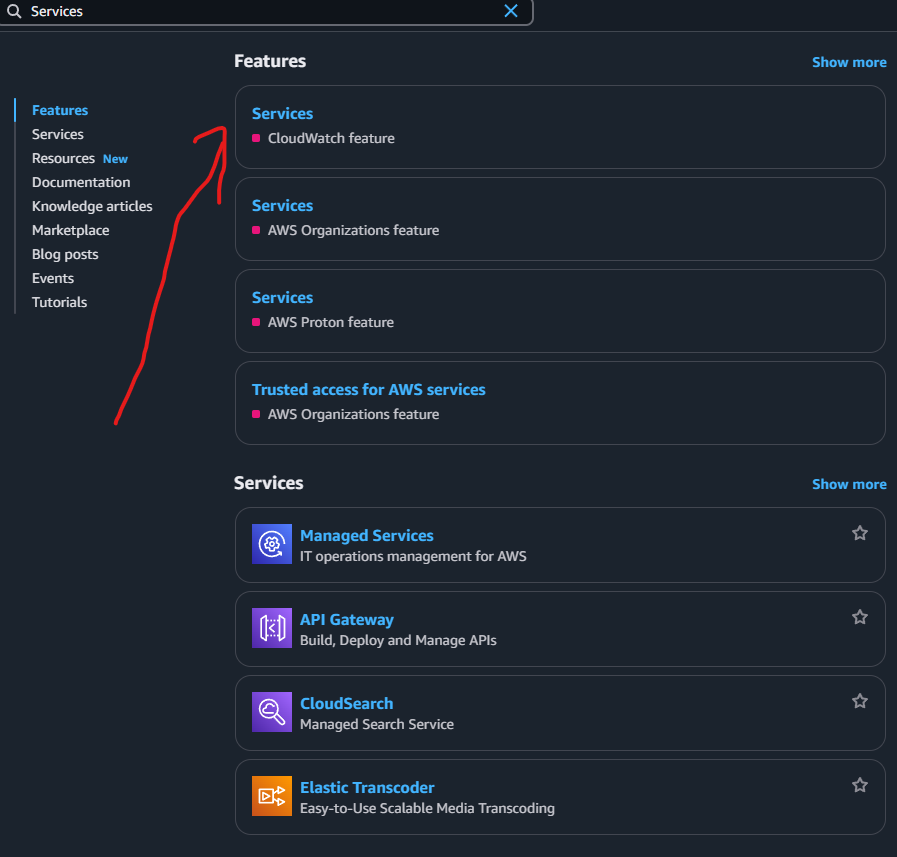 Services
Features
Services
Resources New
Documentation
Knowledge articles
Marketplace
Blog posts
Events
Tutorials
Features Show more
Services
CloudWatch feature
Services
AWS Organizations feature
Services
AWS Proton feature
Trusted access for AWS services
AWS Organizations feature
Services Show more
Managed Services
IT operations management for AWS
API Gateway
Build, Deploy and Manage APIs
CloudSearch
Managed Search Service
Elastic Transcoder
Easy-to-Use Scalable Media Transcoding